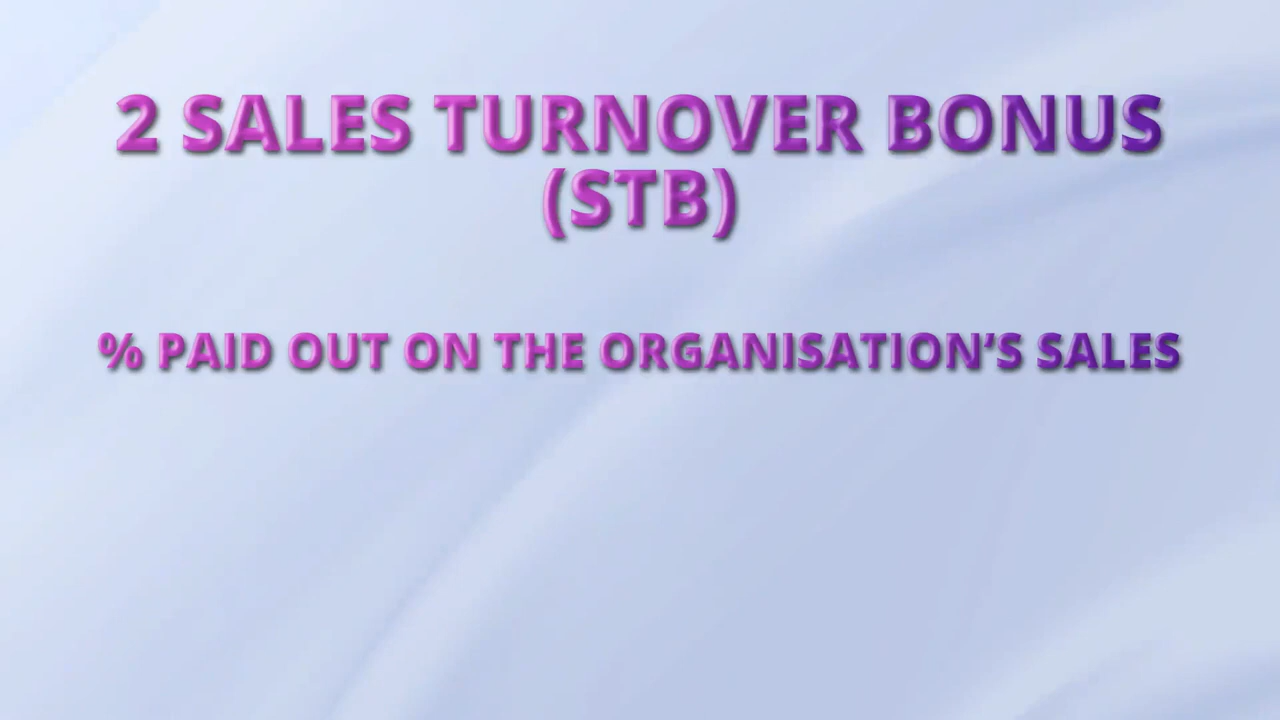 2 SALES TURNOVER BONUS
(STB)
% PAID OUT ON THE ORGANISATION’S SALES